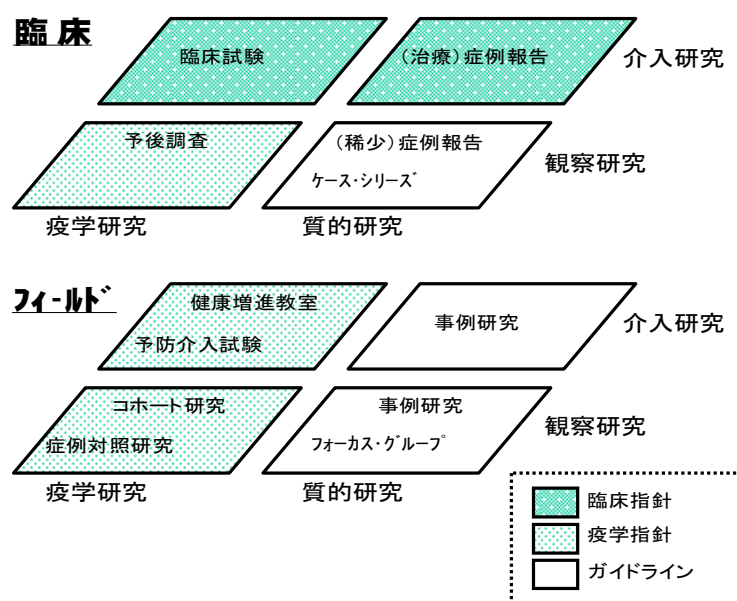 臨 床
臨床試験
(治療)症例報告
介入研究
予後調査
(稀少)症例報告
ｹｰｽ･ｼﾘｰｽﾞ
観察研究
疫学研究
質的研究
ﾌｨｰﾙﾄﾞ
健康増進教室
予防介入試験
事例研究
介入研究
コホート研究
症例対照研究
事例研究
ﾌｫｰｶｽ･ｸﾞﾙｰﾌﾟ
観察研究
疫学研究
質的研究
臨床指針
疫学指針
ガイドライン